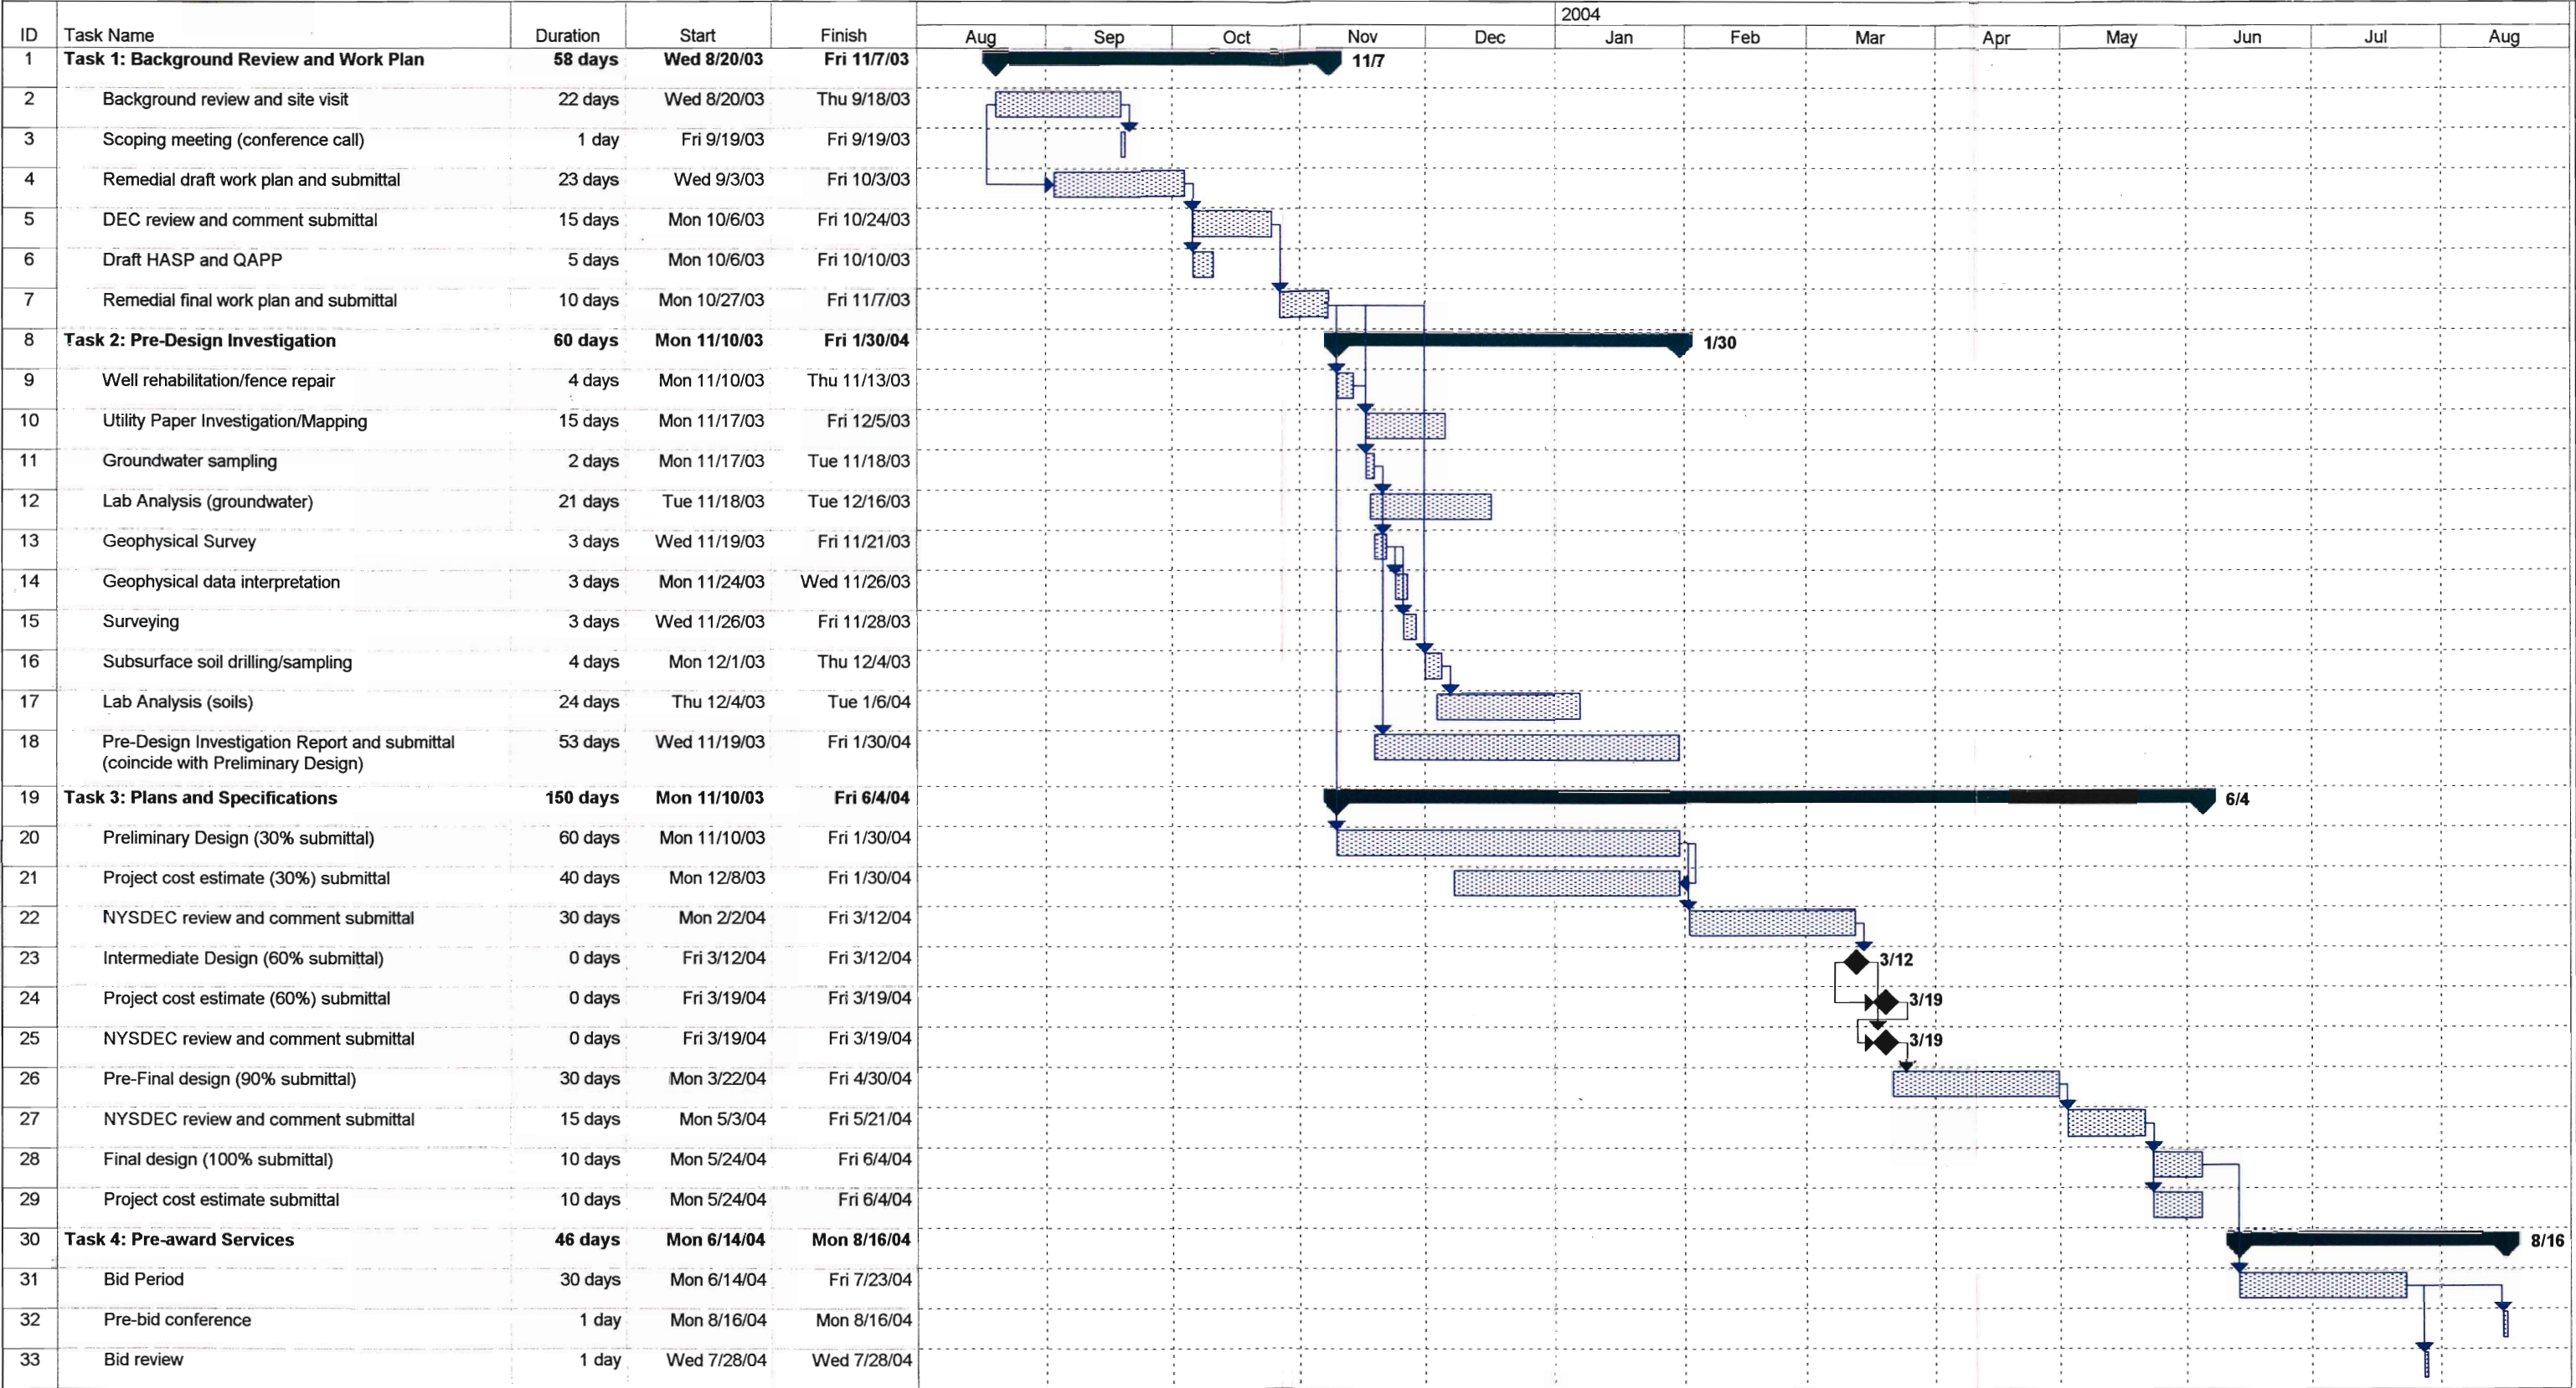 2004
ID Task Name Duration Start Finish Aug Sep Oct Nov Dec Jan Feb Mar Apr May Jun Jul Aug
1 Task 1: Background Review and Work Plan 58 days Wed 8/20/03 Fri 11/7/03 11/7
2 Background review and site visit 22 days Wed 8/20/03 Thu 9/18/03
3 Scoping meeting (conference call) 1 day Fri 9/19/03 Fri 9/19/03
4 Remedial draft work plan and submittal 23 days Wed 9/3/03 Fri 10/3/03
5 DEC review and comment submittal 15 days Mon 10/6/03 Fri 10/24/03
6 Draft HASP and QAPP 5 days Mon 10/6/03 Fri 10/10/03
7 Remedial final work plan and submittal 10 days Mon 10/27/03 Fri 11/7/03
8 Task 2: Pre-Design Investigation 60 days Mon 11/10/03 Fri 1/30/04 1/30
9 Well rehabilitation/fence repair 4 days Mon 11/10/03 Thu 11/13/03
10 Utility Paper Investigation/Mapping 15 days Mon 11/17/03 Fri 12/5/03
11 Groundwater sampling 2 days Mon 11/17/03 Tue 11/18/03
12 Lab Analysis (groundwater) 21 days Tue 11/18/03 Tue 12/16/03
13 Geophysical Survey 3 days Wed 11/19/03 Fri 11/21/03
14 Geophysical data interpretation 3 days Mon 11/24/03 Wed 11/26/03
15 Surveying 3 days Wed 11/26/03 Fri 11/28/03
16 Subsurface soil drilling/sampling 4 days Mon 12/1/03 Thu 12/4/03
17 Lab Analysis (soils) 24 days Thu 12/4/03 Tue 1/6/04
18 Pre-Design Investigation Report and submittal 53 days Wed 11/19/03 Fri 1/30/04
(coincide with Preliminary Design)
19 Task 3: Plans and Specifications 150 days Mon 11/10/03 Fri 6/4/04 6/4
20 Preliminary Design (30% submittal) 60 days Mon 11/10/03 Fri 1/30/04
21 Project cost estimate (30%) submittal 40 days Mon 12/8/03 Fri 1/30/04
22 NYSDEC review and comment submittal 30 days Mon 2/2/04 Fri 3/12/04
23 Intermediate Design (60% submittal) 0 days Fri 3/12/04 Fri 3/12/04 3/12
24 Project cost estimate (60%) submittal 0 days Fri 3/19/04 Fri 3/19/04 3/19
25 NYSDEC review and comment submittal 0 days Fri 3/19/04 Fri 3/19/04 3/19
26 Pre-Final design (90% submittal) 30 days Mon 3/22/04 Fri 4/30/04
27 NYSDEC review and comment submittal 15 days Mon 5/3/04 Fri 5/21/04
28 Final design (100% submittal) 10 days Mon 5/24/04 Fri 6/4/04
29 Project cost estimate submittal 10 days Mon 5/24/04 Fri 6/4/04
30 Task 4: Pre-award Services 46 days Mon 6/14/04 Mon 8/16/04 8/16
31 Bid Period 30 days Mon 6/14/04 Fri 7/23/04
32 Pre-bid conference 1 day Mon 8/16/04 Mon 8/16/04
33 Bid review 1 day Wed 7/28/04 Wed 7/28/04